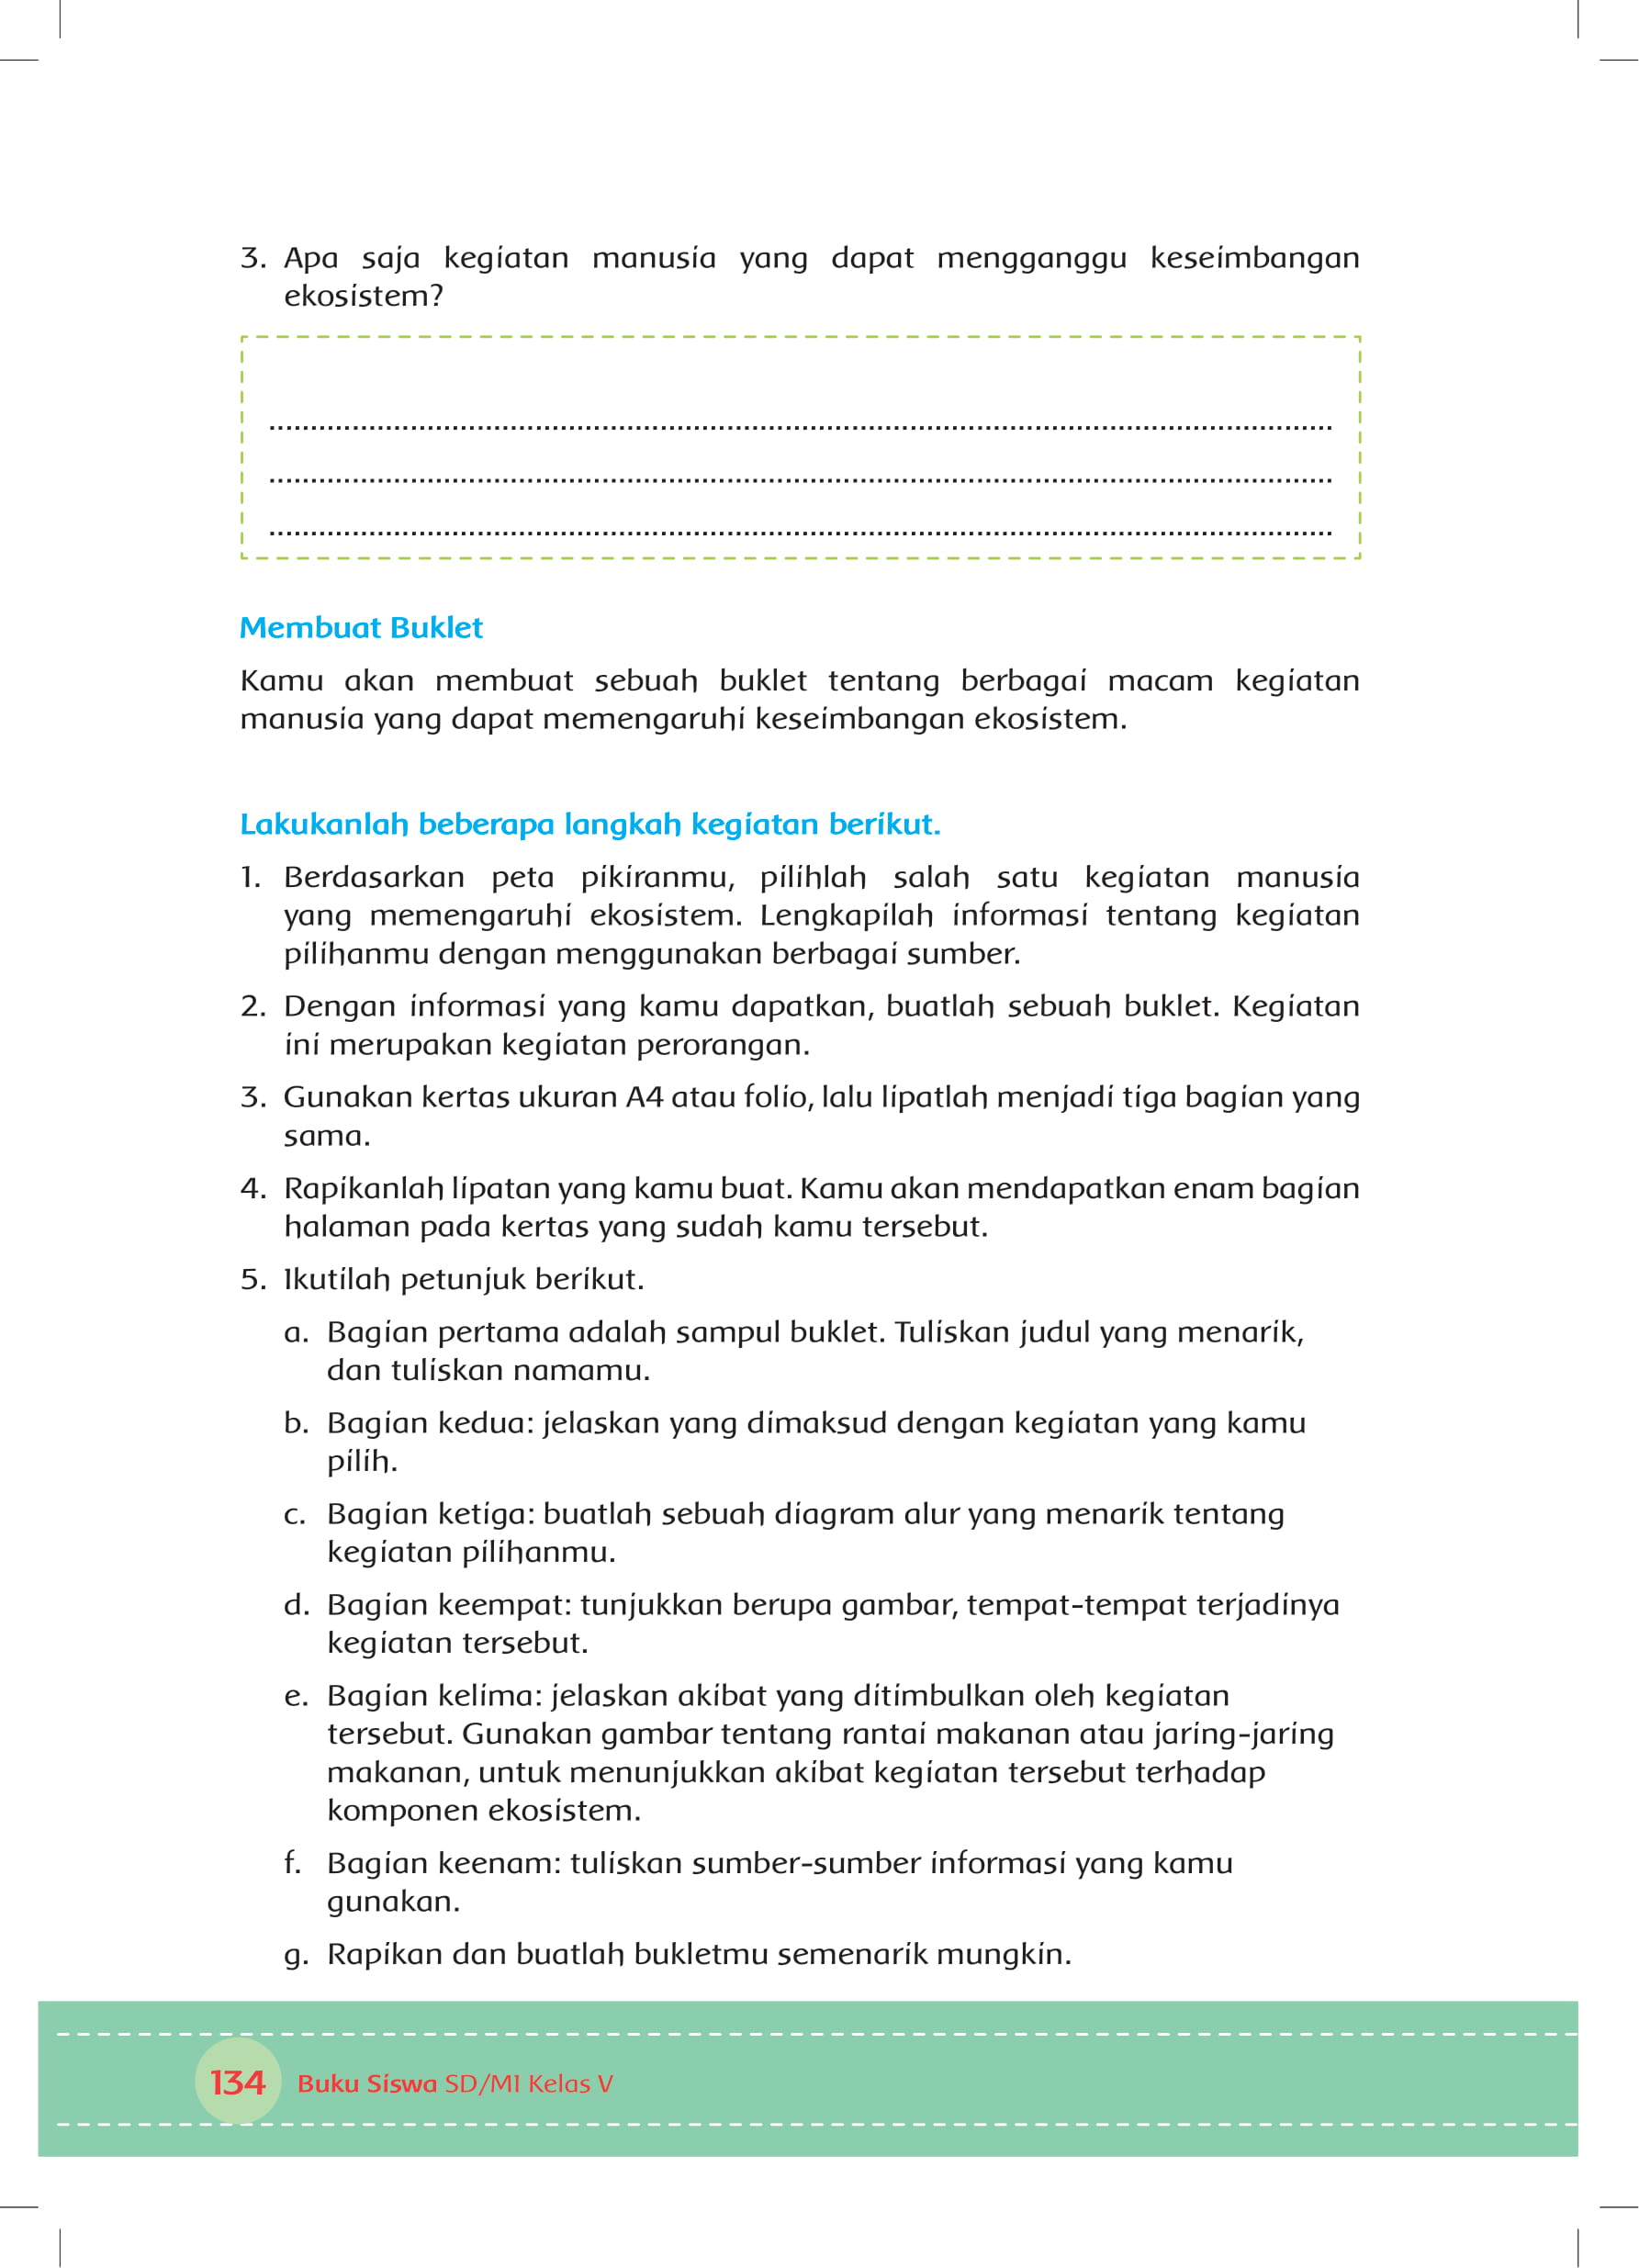 3. Apa saja kegiatan manusia yang dapat mengganggu keseimbangan
ekosistem?
Membuat Buklet
Kamu akan membuat sebuah buklet tentang berbagai macam kegiatan
manusia yang dapat memengaruhi keseimbangan ekosistem.
Lakukanlah beberapa langkah kegiatan berikut.
1. Berdasarkan peta pikiranmu, pilihlah salah satu kegiatan manusia
yang memengaruhi ekosistem. Lengkapilah informasi tentang kegiatan
pilihanmu dengan menggunakan berbagai sumber.
2. Dengan informasi yang kamu dapatkan, buatlah sebuah buklet. Kegiatan
ini merupakan kegiatan perorangan.
3. Gunakan kertas ukuran A4 atau folio, lalu lipatlah menjadi tiga bagian yang
sama.
4. Rapikanlah lipatan yang kamu buat. Kamu akan mendapatkan enam bagian
halaman pada kertas yang sudah kamu tersebut.
5. Ikutilah petunjuk berikut.
a. Bagian pertama adalah sampul buklet. Tuliskan judul yang menarik,
dan tuliskan namamu.
b. Bagian kedua: jelaskan yang dimaksud dengan kegiatan yang kamu
pilih.
c. Bagian ketiga: buatlah sebuah diagram alur yang menarik tentang
kegiatan pilihanmu.
d. Bagian keempat: tunjukkan berupa gambar, tempat-tempat terjadinya
kegiatan tersebut.
e. Bagian kelima: jelaskan akibat yang ditimbulkan oleh kegiatan
tersebut. Gunakan gambar tentang rantai makanan atau jaring-jaring
makanan, untuk menunjukkan akibat kegiatan tersebut terhadap
komponen ekosistem.
f. Bagian keenam: tuliskan sumber-sumber informasi yang kamu
gunakan.
g. Rapikan dan buatlah bukletmu semenarik mungkin.
134 Buku Siswa SD/MI Kelas V